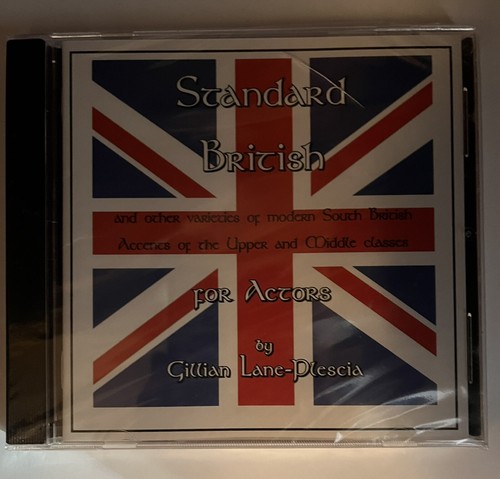 Standard
British
and other varieties of modern South British
Accents of the Upper and Middle classes
for Actors
by
Gillian Lane-Plescia